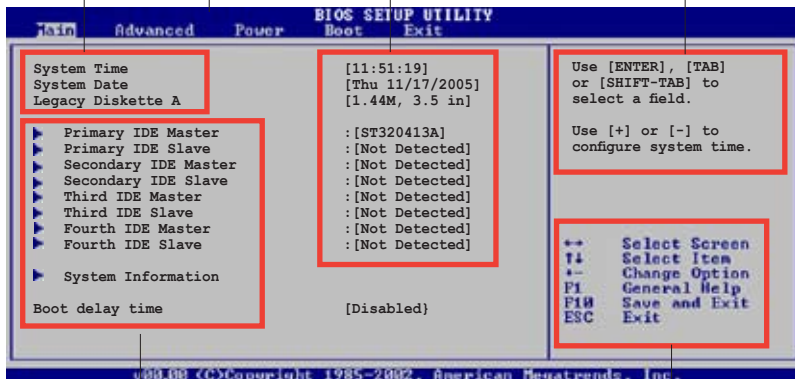 BIOS SETUP UTILITY
Main Advanced Power Boot Exit
System Time [11:51:19]
System Date [Thu 11/17/2005]
Legacy Diskette A [1.44M, 3.5 in]
Primary IDE Master :[ST320413A]
Primary IDE Slave :[Not Detected]
Secondary IDE Master :[Not Detected]
Secondary IDE Slave :[Not Detected]
Third IDE Master :[Not Detected]
Third IDE Slave :[Not Detected]
Fourth IDE Master :[Not Detected]
Fourth IDE Slave :[Not Detected]
System Information
Boot delay time [Disabled}
Use [ENTER], [TAB]
or [SHIFT-TAB] to
select a field.
Use [+] or [-] to
configure system time.
←→ Select Screen
↑↓ Select Item
+- Change Option
F1 General Help
F10 Save and Exit
ESC Exit
v00.00 (C)Copyright 1985-2002, American Megatrends, Inc.